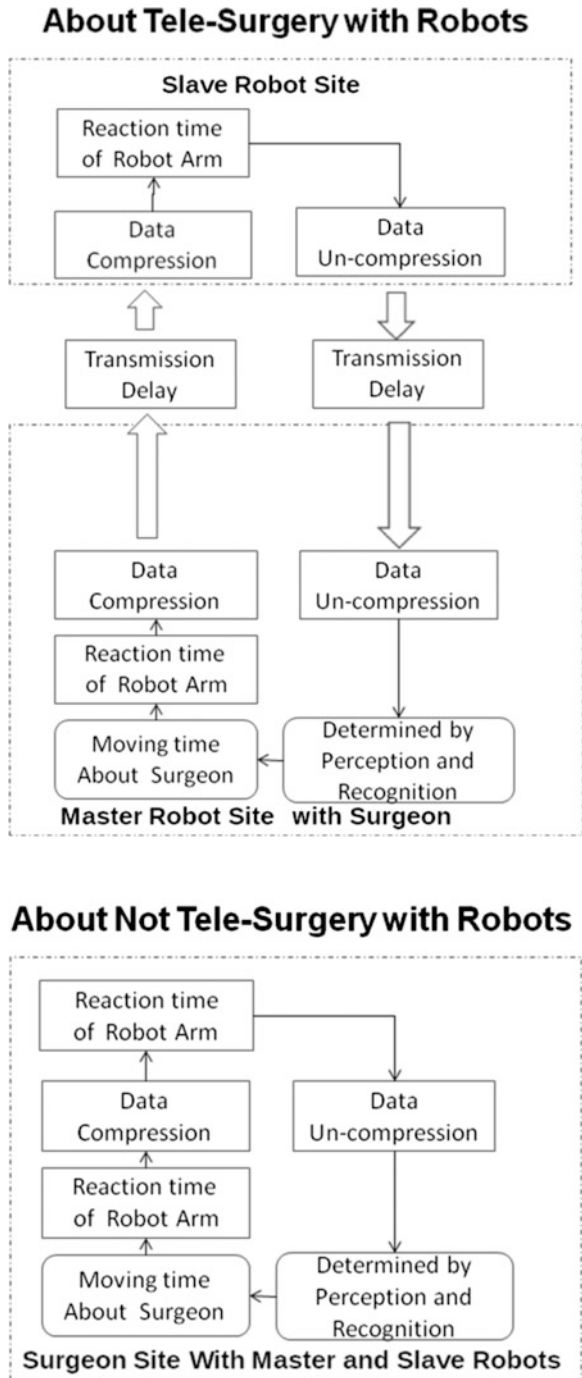 About Tele-Surgery with Robots
Slave Robot Site
Reaction time
of Robot Arm
Data
Compression
Data
Un-compression
Transmission
Delay
Transmission
Delay
Data
Compression
Data
Un-compression
Reaction time
of Robot Arm
Moving time
About Surgeon
Determined by
Perception and
Recognition
Master Robot Site with Surgeon
About Not Tele-Surgery with Robots
Reaction time
of Robot Arm
Data
Compression
Data
Un-compression
Reaction time
of Robot Arm
Moving time
About Surgeon
Determined by
Perception and
Recognition
Surgeon Site With Master and Slave Robots